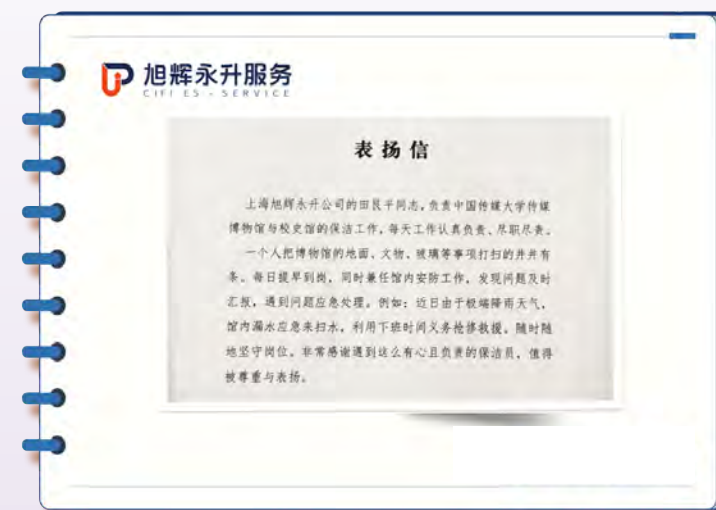 旭辉永升服务
CIFI ES - SERVICE
表扬信
上海旭辉永升公司的田艮平同志，负责中国传媒大学传媒
博物馆与校史馆的保洁工作，每天工作认真负责、尽职尽责。
一个人把博物馆的地面、文物、玻璃等事项打扫的井井有
条。每日提早到岗，同时兼任馆内安防工作，发现问题及时
汇报，遇到问题应急处理。例如：近日由于极端降雨天气，
馆内漏水应急来扫水，利用下班时间义务抢修救援。随时随
地坚守岗位。非常感谢遇到这么有心且负责的保洁员，值得
被尊重与表扬。